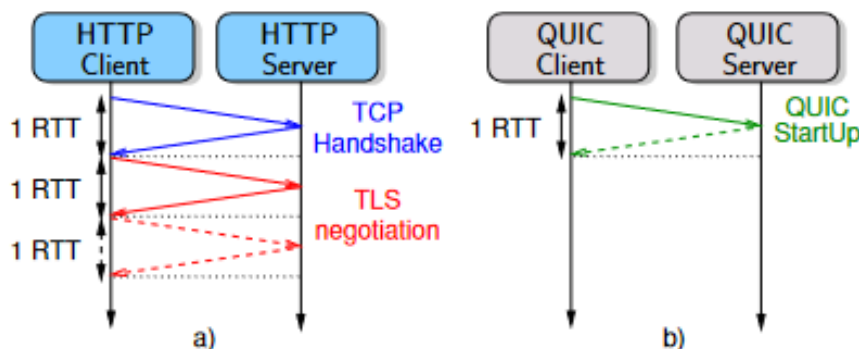 HTTP
Client
HTTP
Server
1 RTT
TCP
Handshake
1 RTT
TLS
negotiation
1 RTT
a)
QUIC
Client
QUIC
Server
1 RTT
QUIC
StartUp
b)